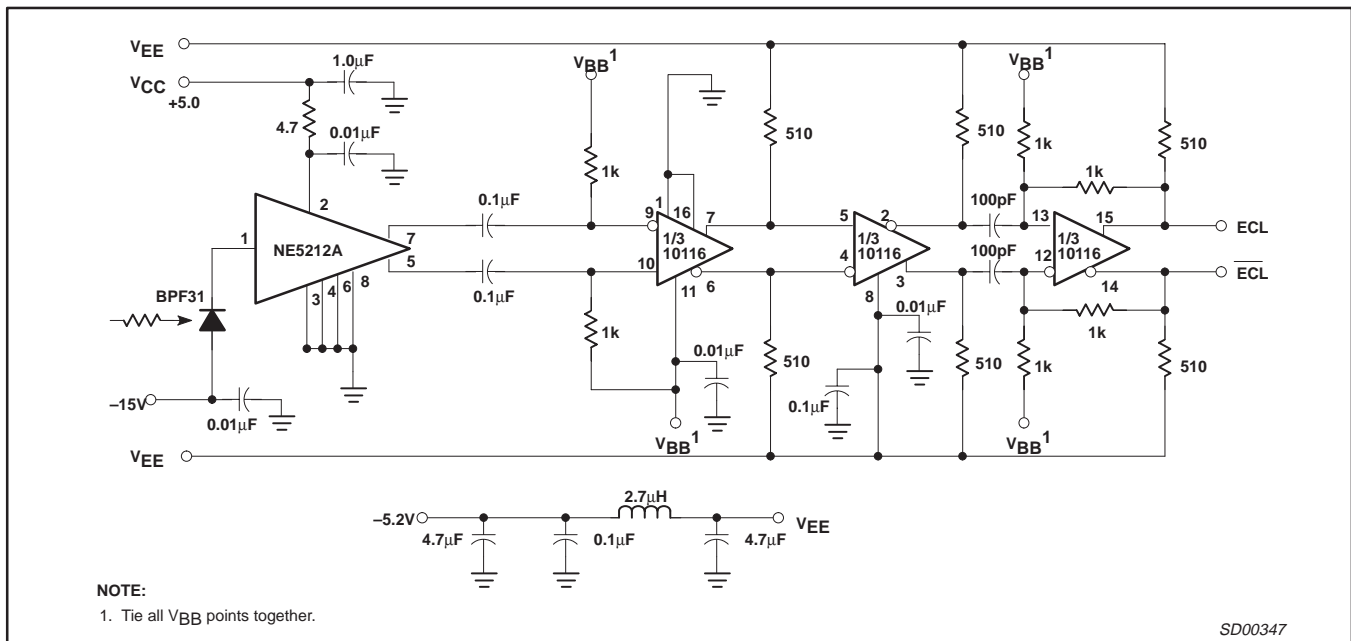 VEE
VCC
+5.0
1.0μF
4.7
0.01μF
2
1
NE5212A
7
5
3
4
6
8
BPF31
–15V
0.01μF
VEE
0.1μF
0.1μF
VBB1
1k
9
1
16
7
1/3
10116
10
11
6
1k
0.01μF
VBB1
510
510
5
2
1/3
10116
4
8
3
0.01μF
0.1μF
510
510
100pF
100pF
VBB1
1k
1k
510
13
15
1/3
10116
12
14
1k
1k
510
VBB1
ECL
ECL
–5.2V
4.7μF
0.1μF
2.7μH
4.7μF
VEE
NOTE:
1. Tie all VBB points together.
SD00347